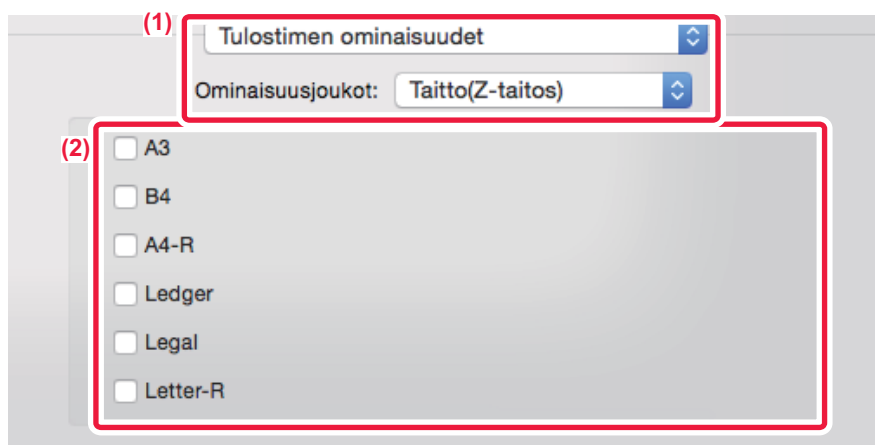 (1)
Tulostimen ominaisuudet
Ominaisuusjoukot: Taitto(Z-taitos)
(2)
A3
B4
A4-R
Ledger
Legal
Letter-R